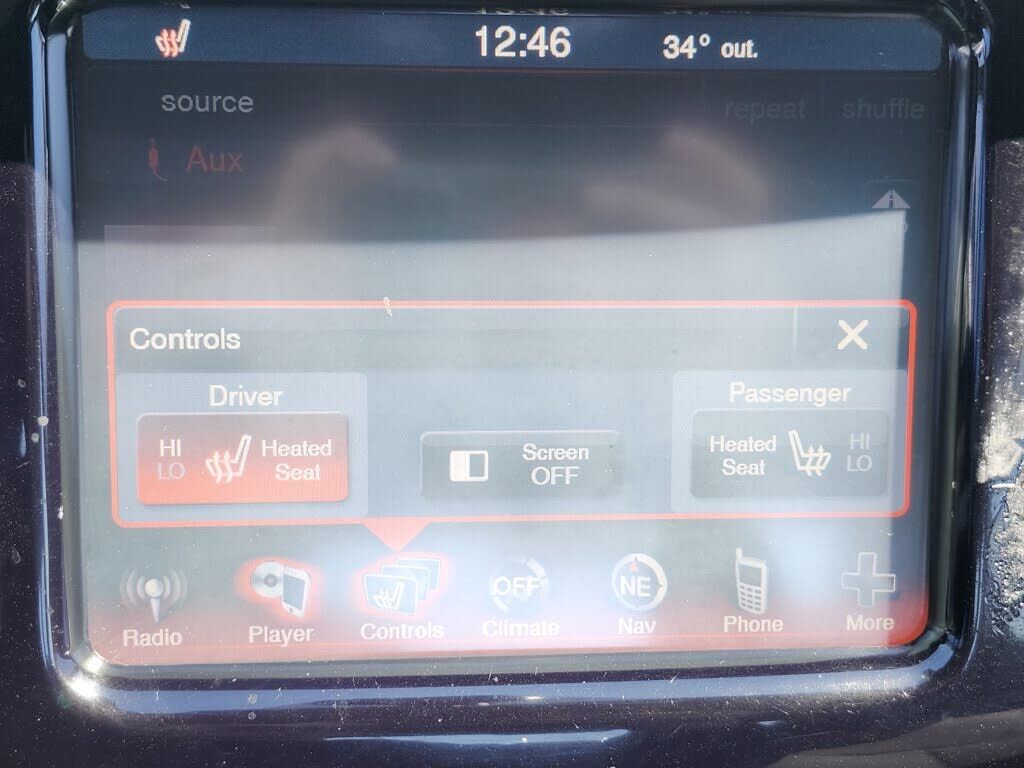 12:46
34° out.
source
repeat
shuffle
Aux
Controls
X
Driver
HI
LO
Heated
Seat
Screen
OFF
Passenger
Heated
Seat
HI
LO
OFF
NE
Radio
Player
Controls
Climate
Nav
Phone
More